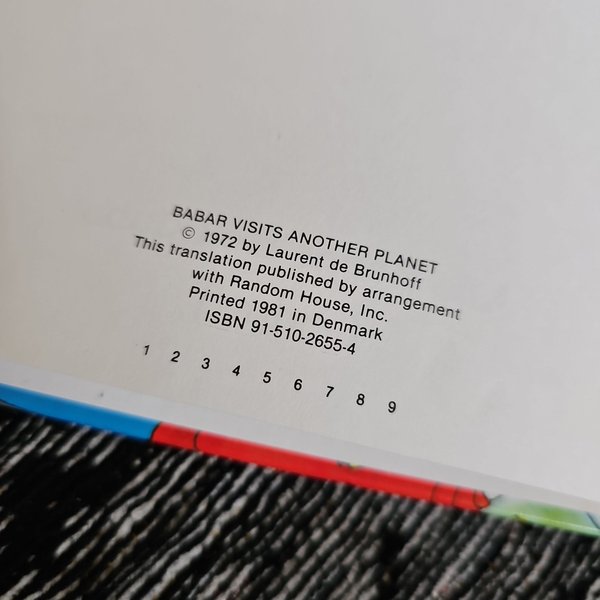 BABAR VISITS ANOTHER PLANET
© 1972 by Laurent de Brunhoff
This translation published by arrangement
with Random House, Inc.
Printed 1981 in Denmark
ISBN 91-510-2655-4
1 2 3 4 5 6 7 8 9